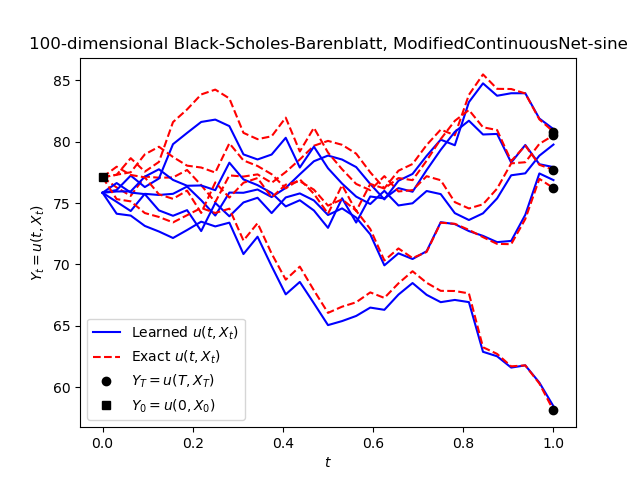 100-dimensional Black-Scholes-Barenblatt, ModifiedContinuousNet-sine
Y_t = u(t, X_t)
85
80
75
70
65
60
Learned u(t, X_t)
Exact u(t, X_t)
Y_T = u(T, X_T)
Y_0 = u(0, X_0)
0.0 0.2 0.4 0.6 0.8 1.0
t